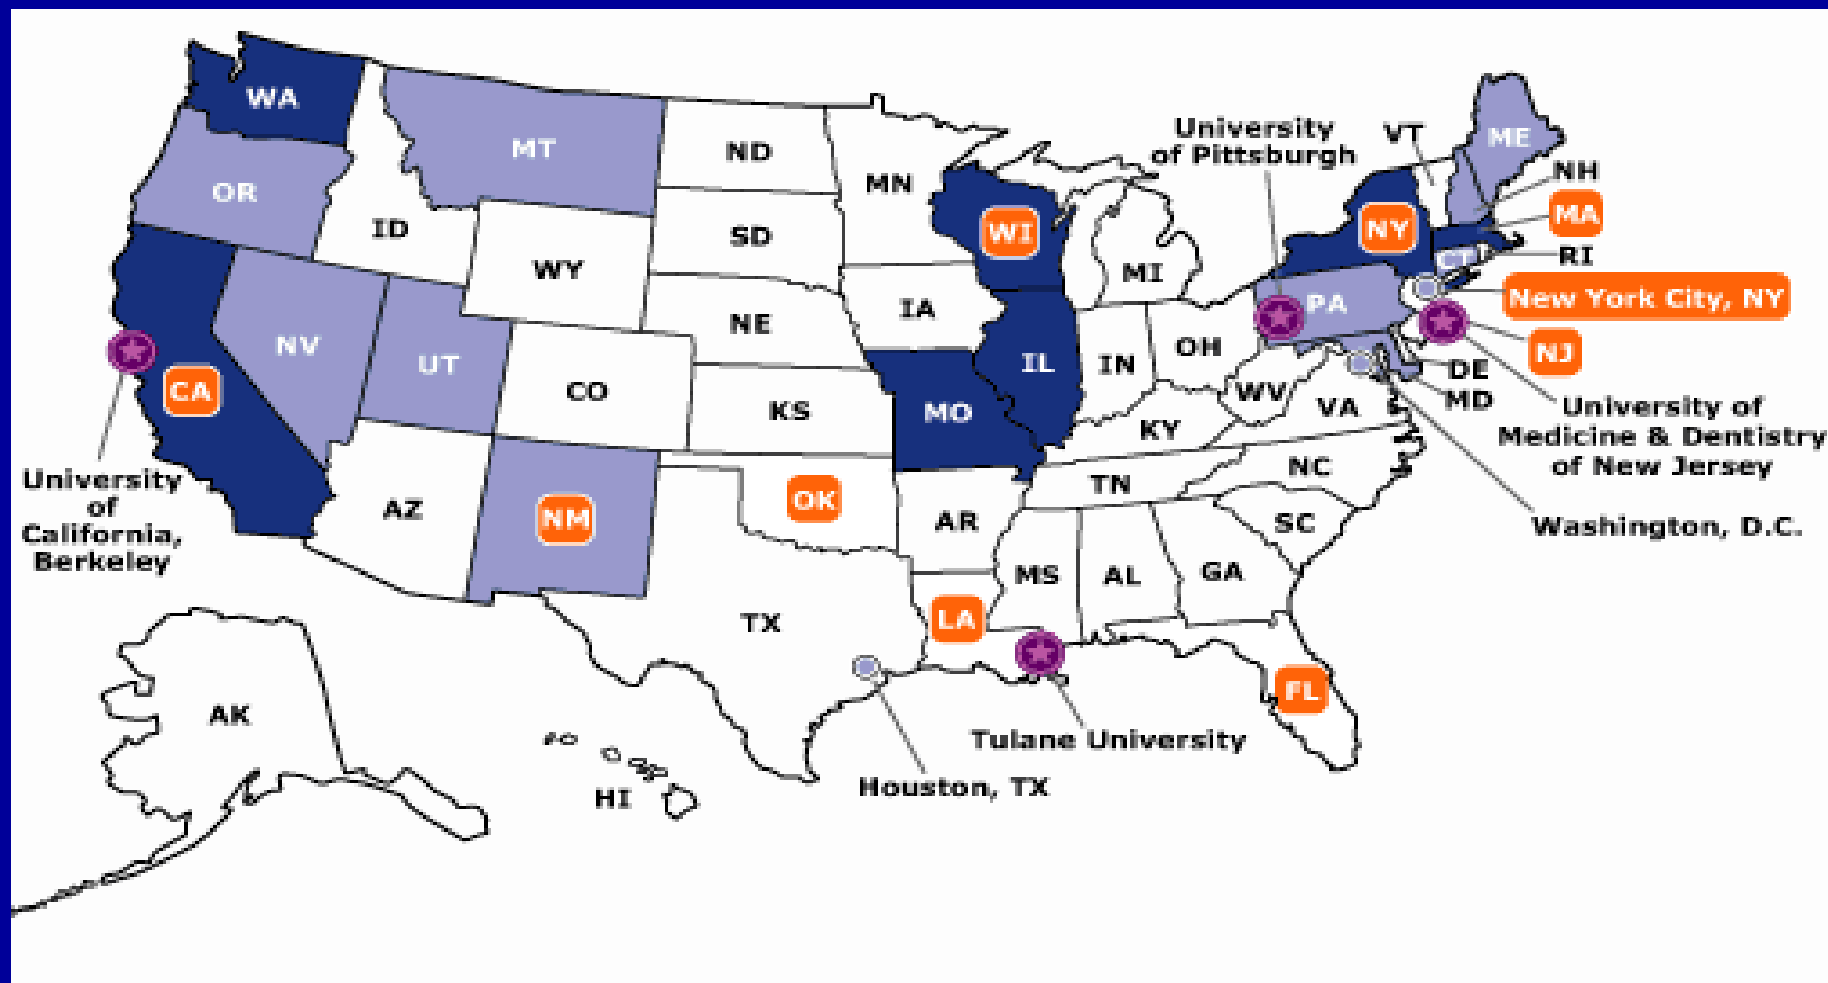 WA
MT
ND
MN
OR
ID
SD
WY
WI
MI
University
of Pittsburgh
VT
ME
NH
NY
MA
CT
RI
New York City, NY
PA
NJ
IA
NE
NV
UT
CO
CA
KS
MO
IL
IN
OH
WV
VA
KY
DE
MD
University of
Medicine & Dentistry
of New Jersey
Washington, D.C.
University
of
California,
Berkeley
AZ
NM
OK
AR
TN
NC
SC
MS
AL
GA
TX
LA
FL
Tulane University
Houston, TX
AK
HI